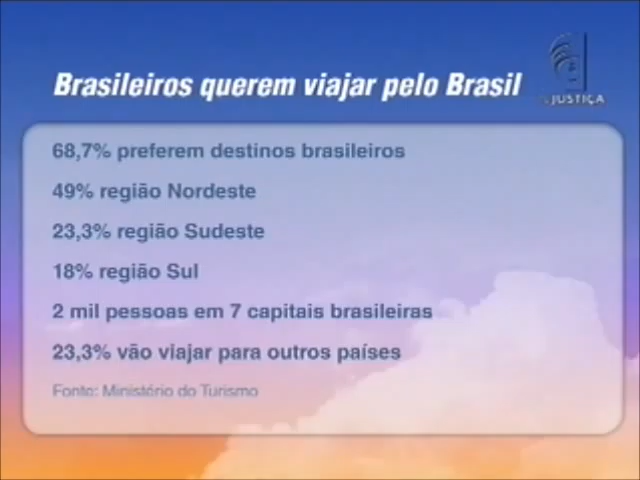 Brasileiros querem viajar pelo Brasil
JUSTIÇA
68,7% preferem destinos brasileiros
49% região Nordeste
23,3% região Sudeste
18% região Sul
2 mil pessoas em 7 capitais brasileiras
23,3% vão viajar para outros países
Fonte: Ministério do Turismo